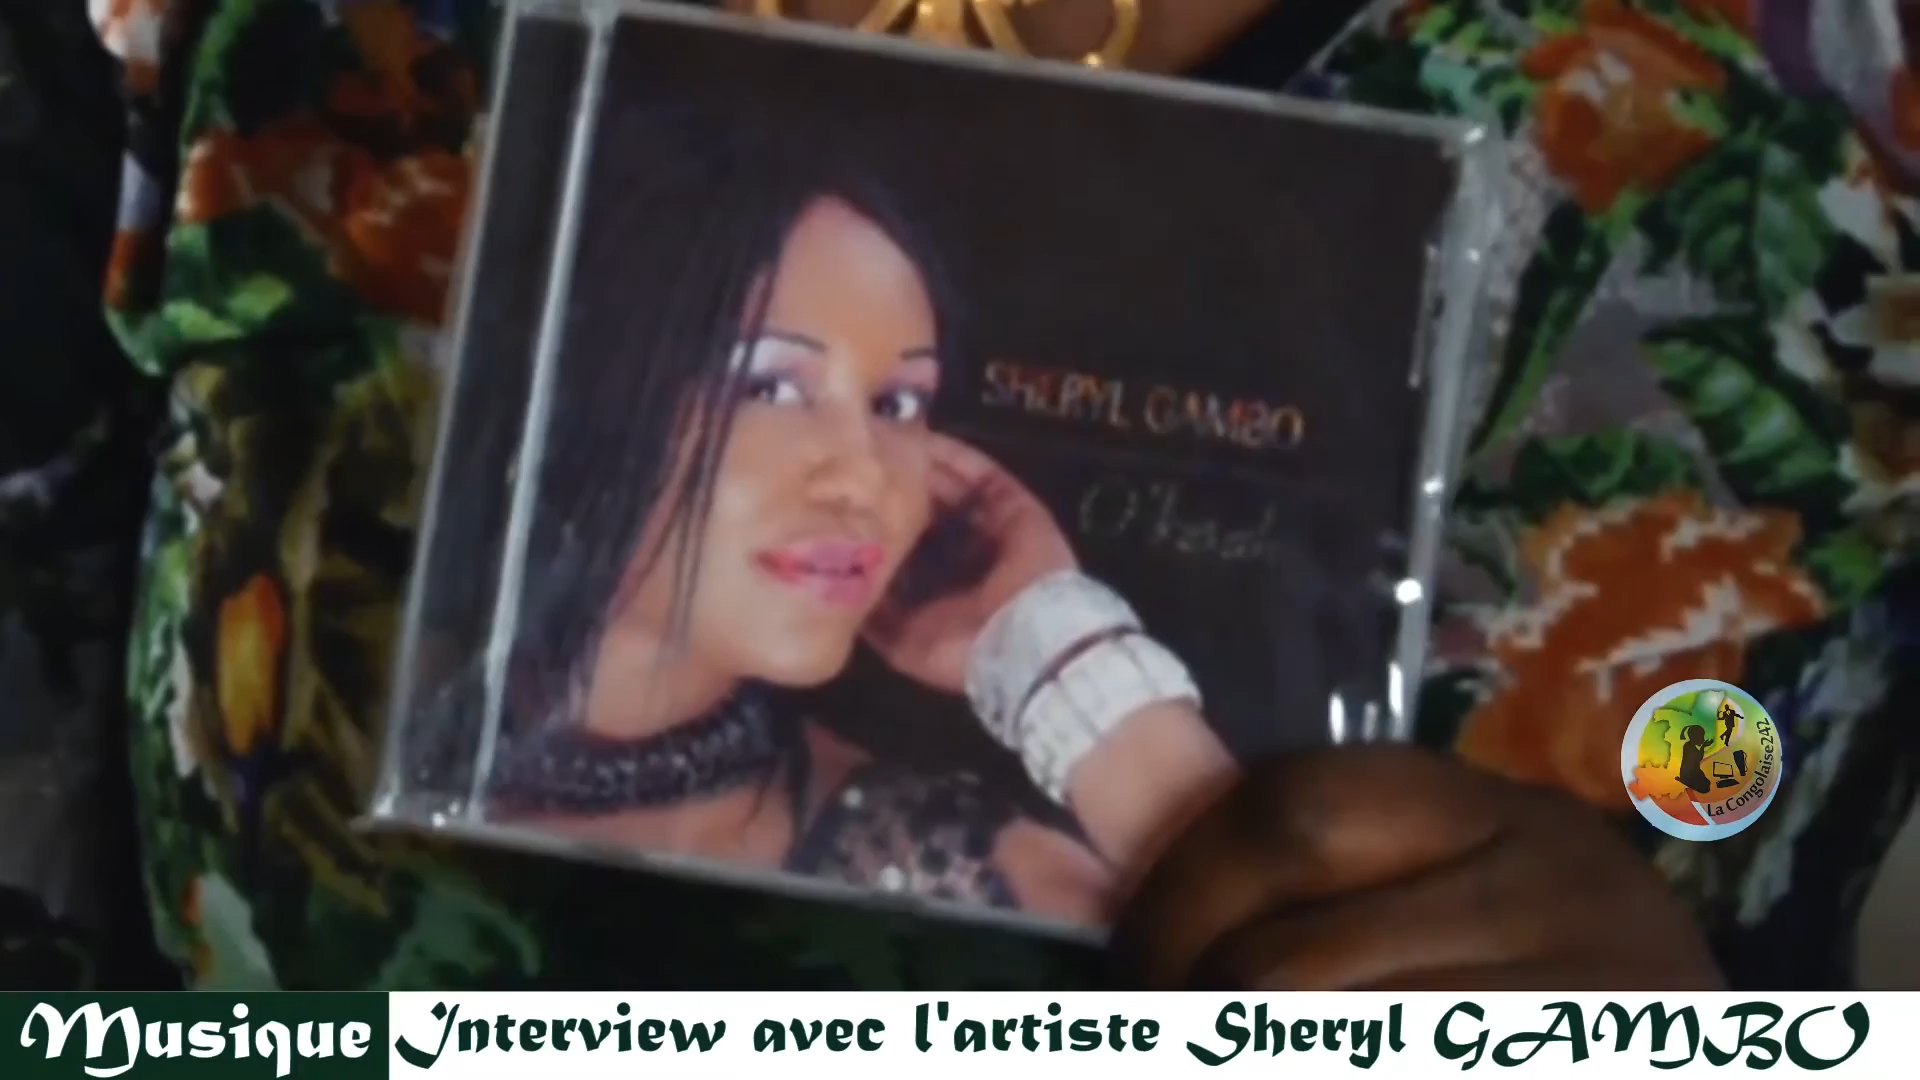 SHERYL GAMBO
La Congolaise242
Musique
Interview avec l'artiste Sheryl GAMBO